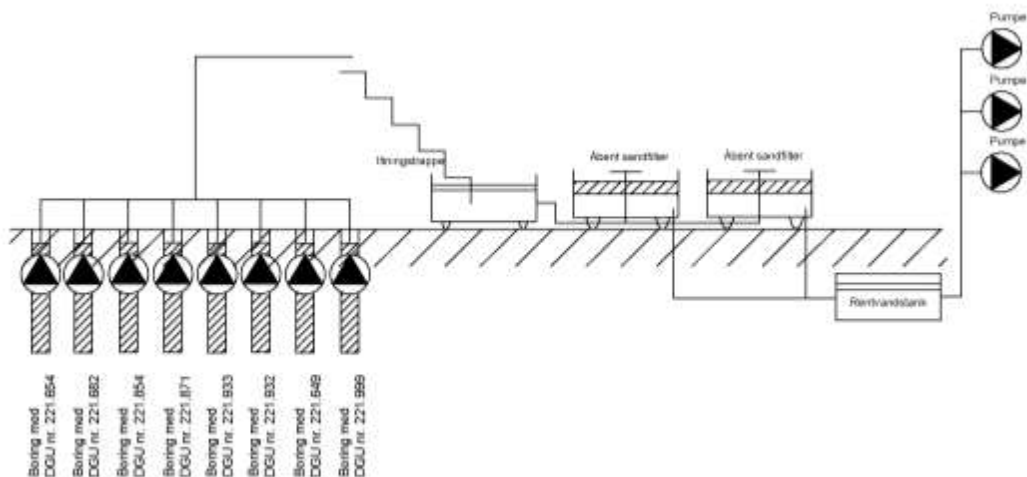 Pumpe
Pumpe
Pumpe
Iltningstrappe
Åbent sandfilter
Åbent sandfilter
Rentvandstank
Boring med
DGU nr. 221.654
Boring med
DGU nr. 221.682
Boring med
DGU nr. 221.854
Boring med
DGU nr. 221.871
Boring med
DGU nr. 221.933
Boring med
DGU nr. 221.932
Boring med
DGU nr. 221.649
Boring med
DGU nr. 221.999